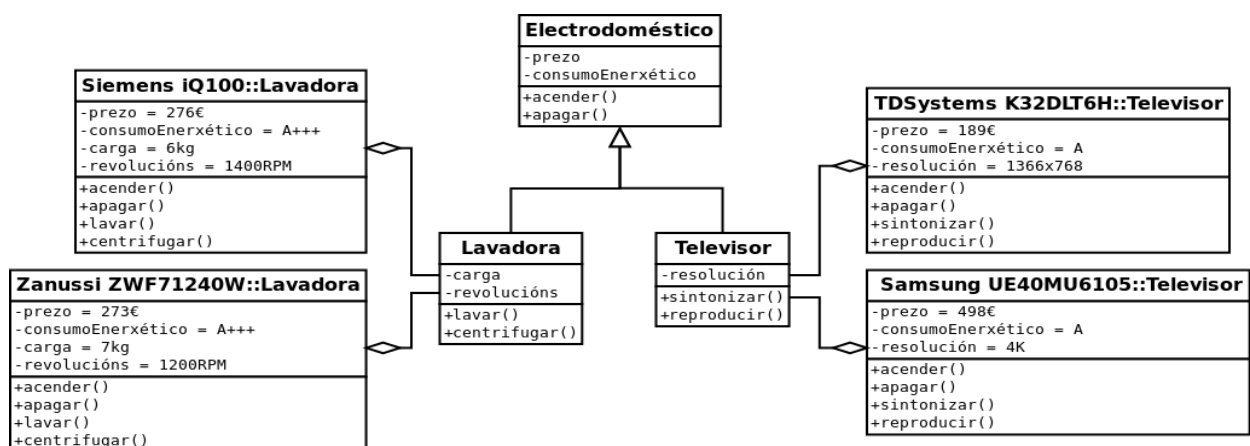 Electrodoméstico
-prezo
-consumoEnerxético
+acender()
+apagar()
Siemens iQ100::Lavadora
-prezo = 276€
-consumoEnerxético = A+++
-carga = 6kg
-revolucións = 1400RPM
+acender()
+apagar()
+lavar()
+centrifugar()
TDSystems K32DLT6H::Televisor
-prezo = 189€
-consumoEnerxético = A
-resolución = 1366x768
+acender()
+apagar()
+sintonizar()
+reproducir()
Lavadora
-carga
-revolucións
+lavar()
+centrifugar()
Televisor
-resolución
+sintonizar()
+reproducir()
Zanussi ZWF71240W::Lavadora
-prezo = 273€
-consumoEnerxético = A+++
-carga = 7kg
-revolucións = 1200RPM
+acender()
+apagar()
+lavar()
+centrifugar()
Samsung UE40MU6105::Televisor
-prezo = 498€
-consumoEnerxético = A
-resolución = 4K
+acender()
+apagar()
+sintonizar()
+reproducir()